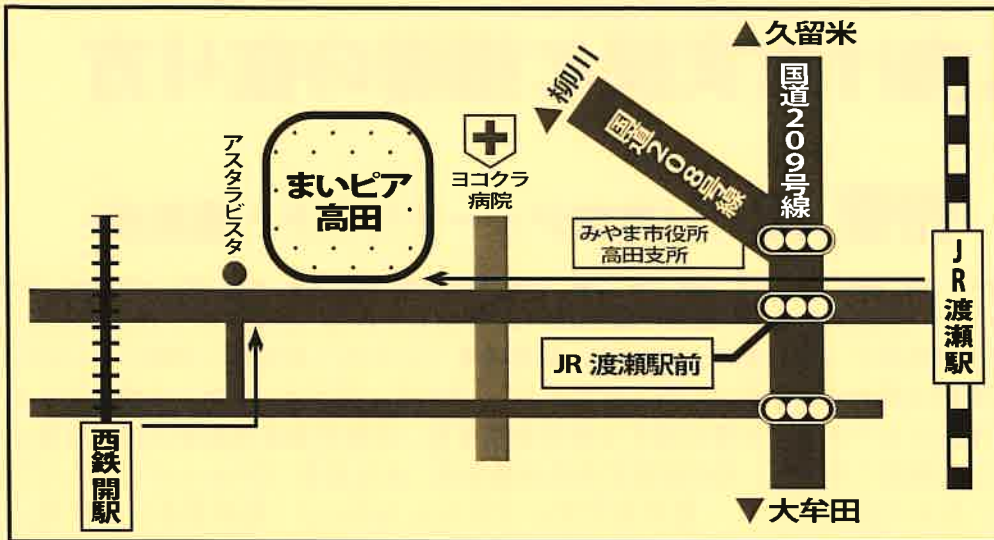 ▲久留米
▲柳川
国道208号線
国道209号線
アスタラビスタ
まいピア
高田
ヨコクラ
病院
みやま市役所
高田支所
JR渡瀬駅
JR 渡瀬駅前
西鉄開駅
▼大牟田